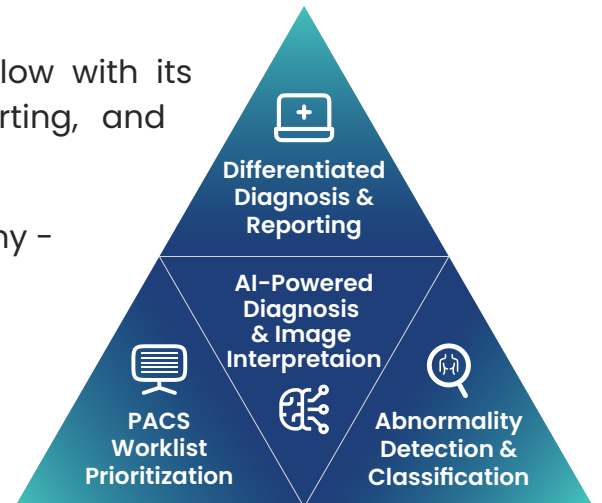 low with its
rting, and
ny -
Differentiated
Diagnosis &
Reporting
AI-Powered
Diagnosis
& Image
Interpretaion
PACS
Worklist
Prioritization
Abnormality
Detection &
Classification